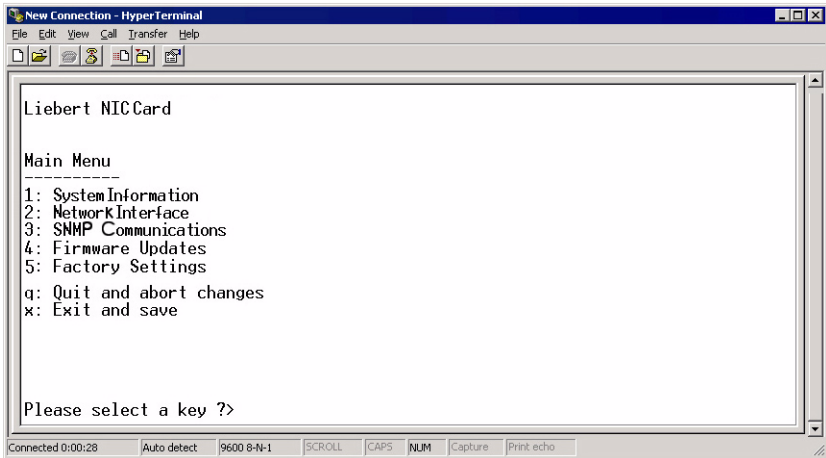 New Connection - HyperTerminal
File Edit View Call Transfer Help
Liebert NIC Card
Main Menu
----------
1: System Information
2: Network Interface
3: SNMP Communications
4: Firmware Updates
5: Factory Settings
q: Quit and abort changes
x: Exit and save
Please select a key ?>
Connected 0:00:28 Auto detect 9600 8-N-1 SCROLL CAPS NUM Capture Print echo